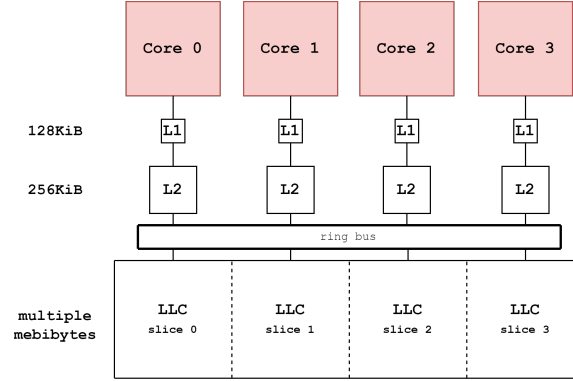 Core 0 Core 1 Core 2 Core 3
128KiB L1 L1 L1 L1
256KiB L2 L2 L2 L2
ring bus
LLC LLC LLC LLC
multiple
slice 0 slice 1 slice 2 slice 3
mebibytes